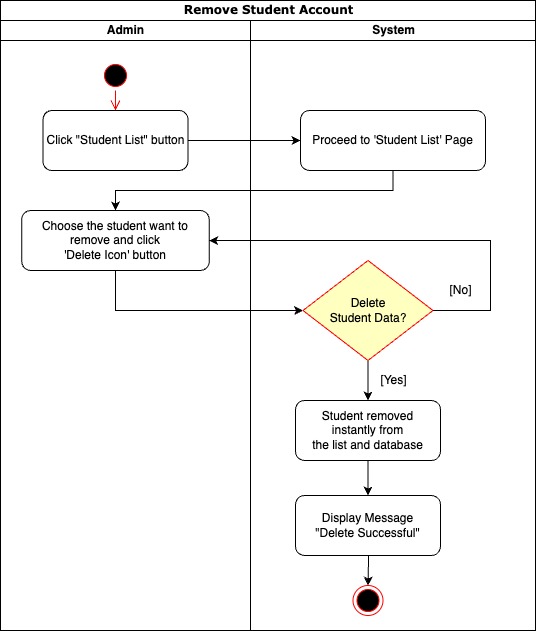 Remove Student Account
Admin
System
Click "Student List" button
Proceed to 'Student List' Page
Choose the student want to
remove and click
'Delete Icon' button
Delete
Student Data?
[No]
[Yes]
Student removed
instantly from
the list and database
Display Message
"Delete Successful"